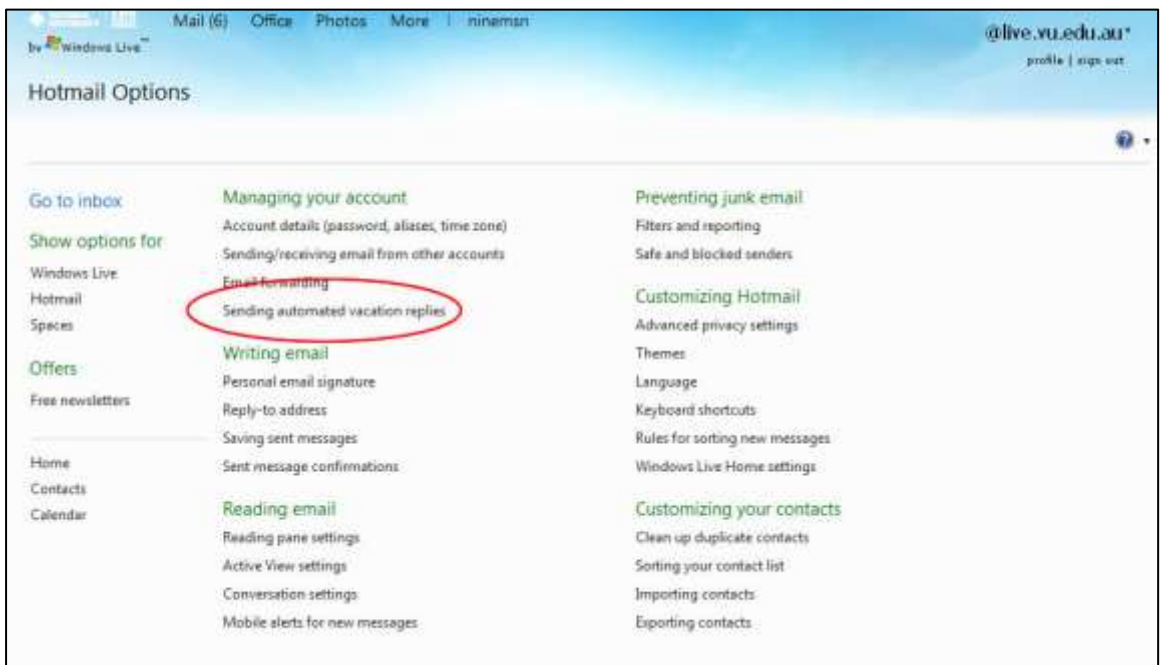 Mail (6) Office Photos More | ninemsn
by Windows Live™
@live.vu.edu.au
profile | sign out
Hotmail Options
Go to inbox
Show options for
Windows Live
Hotmail
Spaces
Offers
Free newsletters
Home
Contacts
Calendar
Managing your account
Account details (password, aliases, time zone)
Sending/receiving email from other accounts
Email forwarding
Sending automated vacation replies
Writing email
Personal email signature
Reply-to address
Saving sent messages
Sent message confirmations
Reading email
Reading pane settings
Active View settings
Conversation settings
Mobile alerts for new messages
Preventing junk email
Filters and reporting
Safe and blocked senders
Customizing Hotmail
Advanced privacy settings
Themes
Language
Keyboard shortcuts
Rules for sorting new messages
Windows Live Home settings
Customizing your contacts
Clean up duplicate contacts
Sorting your contact list
Importing contacts
Exporting contacts